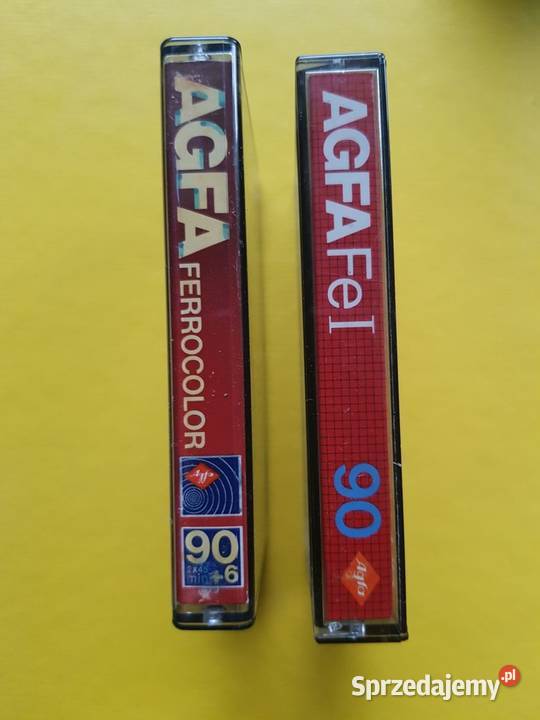 AGFA FERROCOLOR
Agfa
90
2x45
min +6
AGFA Fe I
90
Agfa
Sprzedajemy.pl